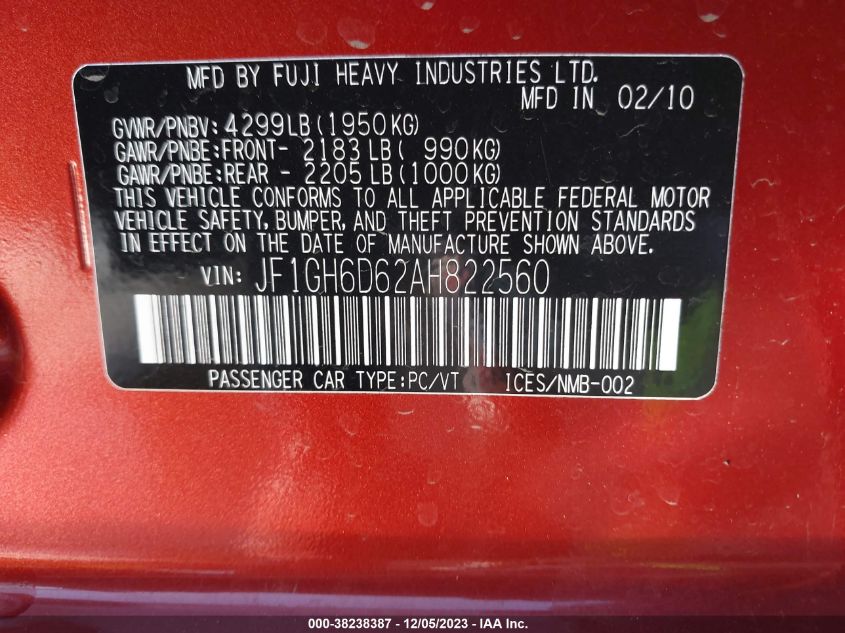 MFD BY FUJI HEAVY INDUSTRIES LTD.
MFD IN 02/10
GVWR/PNBV: 4299LB(1950KG)
GAWR/PNBE:FRONT- 2183 LB( 990KG)
GAWR/PNBE:REAR - 2205 LB(1000KG)
THIS VEHICLE CONFORMS TO ALL APPLICABLE FEDERAL MOTOR
VEHICLE SAFETY, BUMPER, AND THEFT PREVENTION STANDARDS
IN EFFECT ON THE DATE OF MANUFACTURE SHOWN ABOVE.
VIN: JF1GH6D62AH822560
PASSENGER CAR TYPE:PC/VT ICES/NMB-002
000-38238387 - 12/05/2023 - IAA Inc.